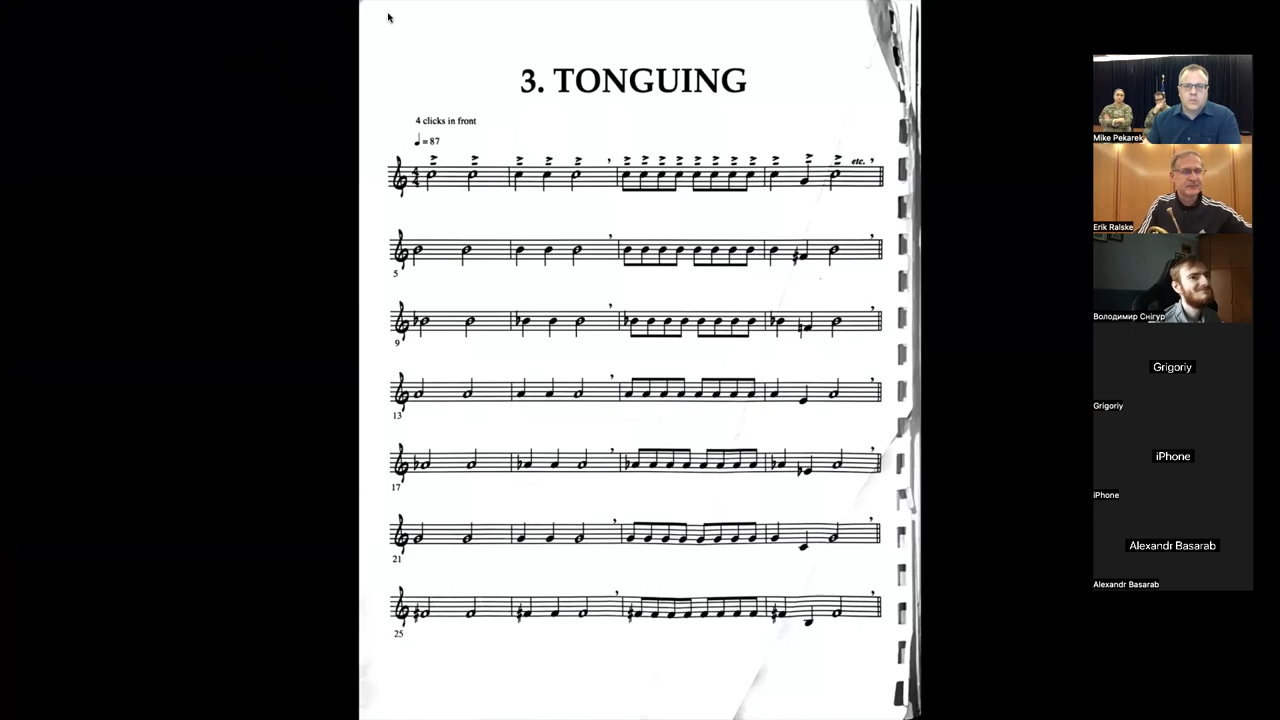 3. TONGUING
4 clicks in front
= 87
etc.
5
9
13
17
21
25
Mike Pekarek
Erik Ralske
Володимир Снігур
Grigoriy
Grigoriy
iPhone
iPhone
Alexandr Basarab
Alexandr Basarab